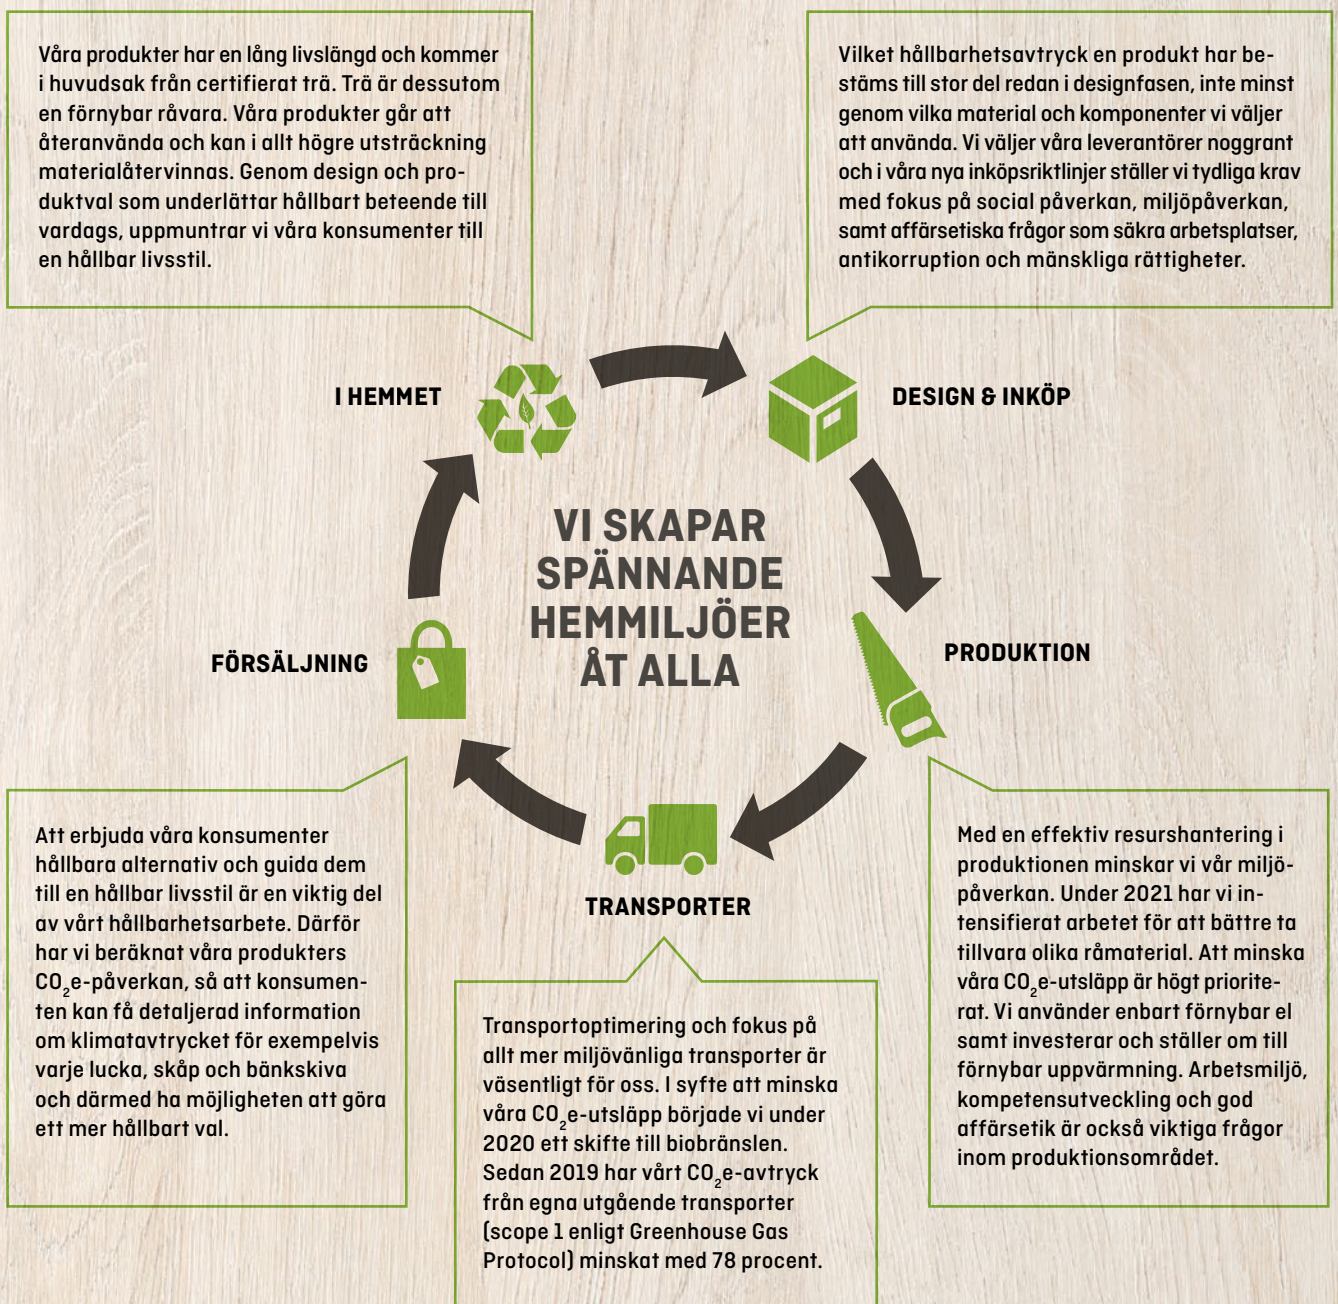 Våra produkter har en lång livslängd och kommer
i huvudsak från certifierat trä. Trä är dessutom
en förnybar råvara. Våra produkter går att
återanvända och kan i allt högre utsträckning
materialåtervinnas. Genom design och pro-
duktval som underlättar hållbart beteende till
vardags, uppmuntrar vi våra konsumenter till
en hållbar livsstil.
Vilket hållbarhetsavtryck en produkt har be-
stäms till stor del redan i designfasen, inte minst
genom vilka material och komponenter vi väljer
att använda. Vi väljer våra leverantörer noggrant
och i våra nya inköpsriktlinjer ställer vi tydliga krav
med fokus på social påverkan, miljöpåverkan,
samt affärsetiska frågor som säkra arbetsplatser,
antikorruption och mänskliga rättigheter.
I HEMMET
DESIGN & INKÖP
VI SKAPAR
SPÄNNANDE
HEMMILJÖER
ÅT ALLA
FÖRSÄLJNING
PRODUKTION
TRANSPORTER
Att erbjuda våra konsumenter
hållbara alternativ och guida dem
till en hållbar livsstil är en viktig del
av vårt hållbarhetsarbete. Därför
har vi beräknat våra produkters
CO₂e-påverkan, så att konsumen-
ten kan få detaljerad information
om klimatavtrycket för exempelvis
varje lucka, skåp och bänkskiva
och därmed ha möjligheten att göra
ett mer hållbart val.
Transportoptimering och fokus på
allt mer miljövänliga transporter är
väsentligt för oss. I syfte att minska
våra CO₂e-utsläpp började vi under
2020 ett skifte till biobränslen.
Sedan 2019 har vårt CO₂e-avtryck
från egna utgående transporter
(scope 1 enligt Greenhouse Gas
Protocol) minskat med 78 procent.
Med en effektiv resurshantering i
produktionen minskar vi vår miljö-
påverkan. Under 2021 har vi in-
tensifierat arbetet för att bättre ta
tillvara olika råmaterial. Att minska
våra CO₂e-utsläpp är högt priorite-
rat. Vi använder enbart förnybar el
samt investerar och ställer om till
förnybar uppvärmning. Arbetsmiljö,
kompetensutveckling och god
affärsetik är också viktiga frågor
inom produktionsområdet.